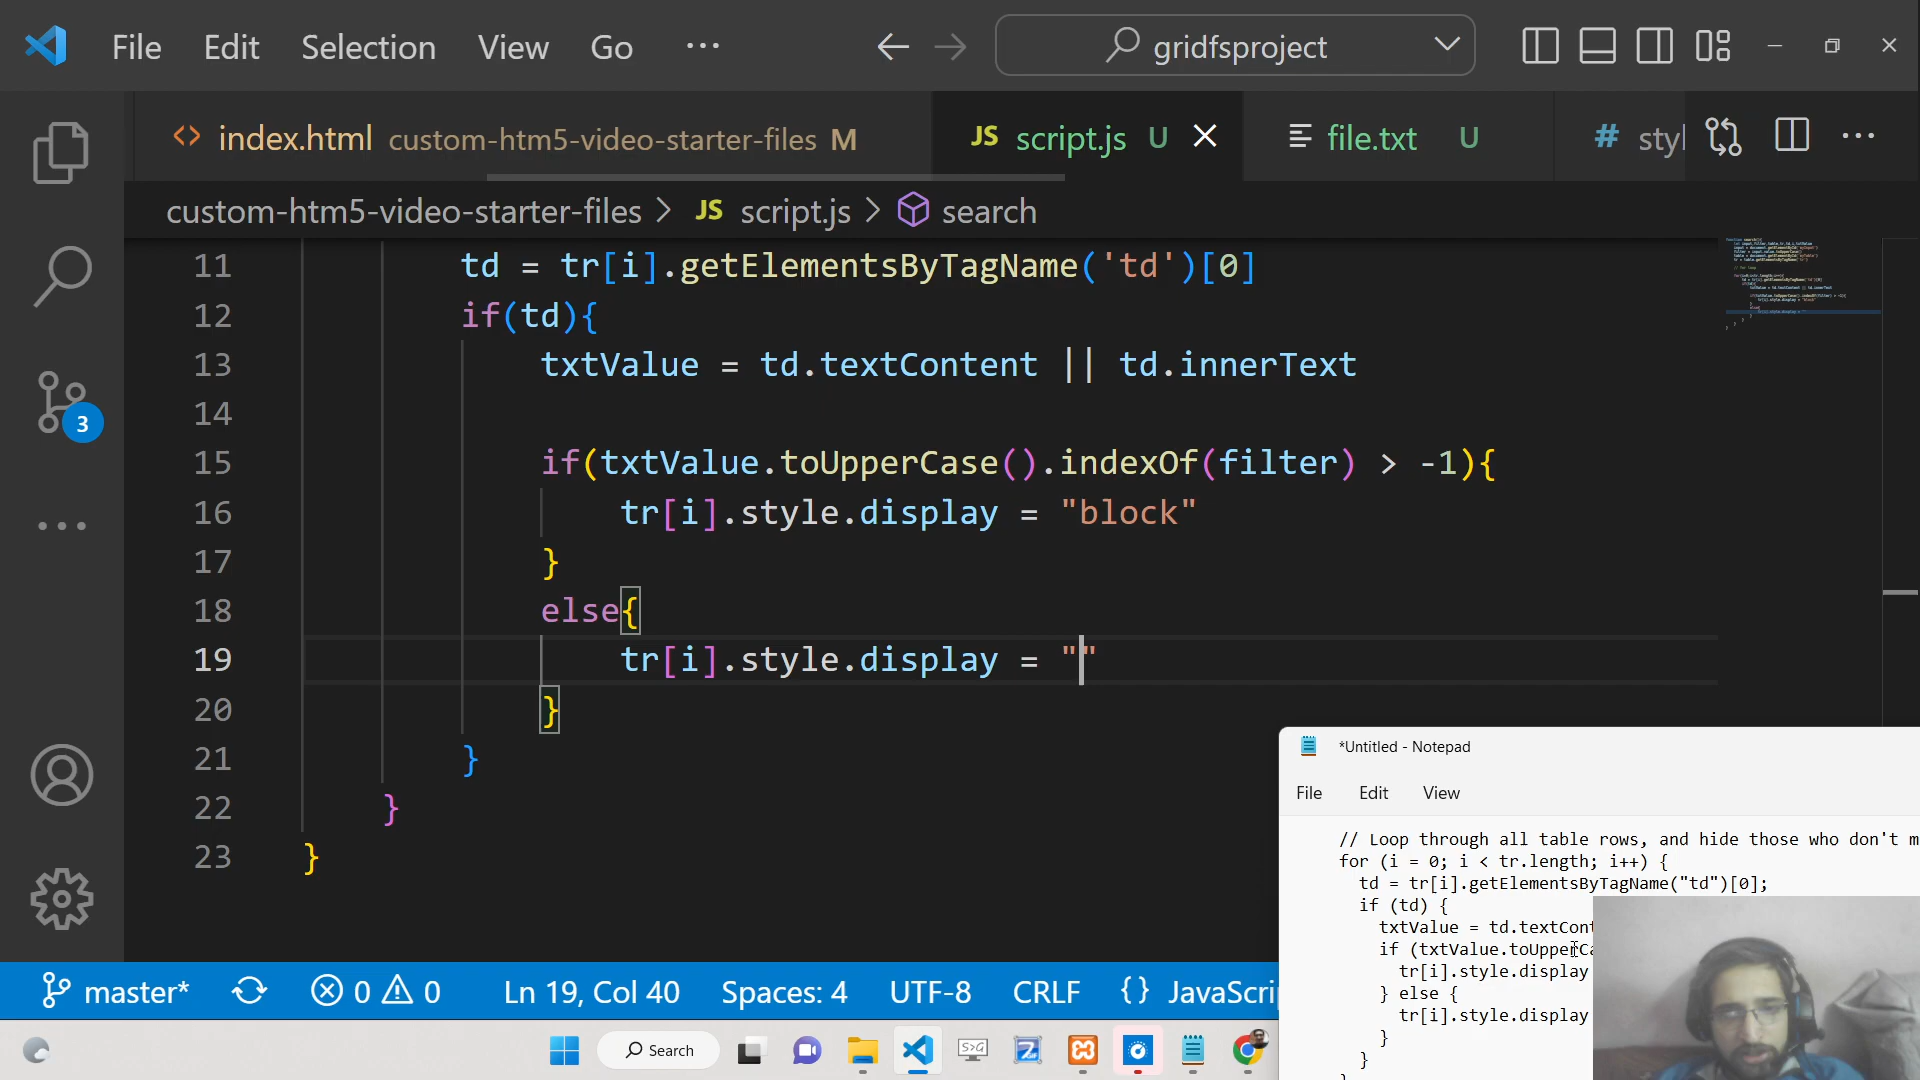 File Edit Selection View Go ... gridfsproject
index.html custom-htm5-video-starter-files M JS script.js U file.txt U # styl
custom-htm5-video-starter-files > JS script.js > search
11 td = tr[i].getElementsByTagName('td')[0]
12 if(td){
13 txtValue = td.textContent || td.innerText
14
15 if(txtValue.toUpperCase().indexOf(filter) > -1){
16 tr[i].style.display = "block"
17 }
18 else{
19 tr[i].style.display = ""
20 }
21 }
22 }
23 }
3
*Untitled - Notepad
File Edit View
// Loop through all table rows, and hide those who don't m
for (i = 0; i < tr.length; i++) {
td = tr[i].getElementsByTagName("td")[0];
if (td) {
txtValue = td.textCont
if (txtValue.toUpperCa
tr[i].style.display
} else {
tr[i].style.display
}
}
master* 0 0 Ln 19, Col 40 Spaces: 4 UTF-8 CRLF {} JavaScri
Search